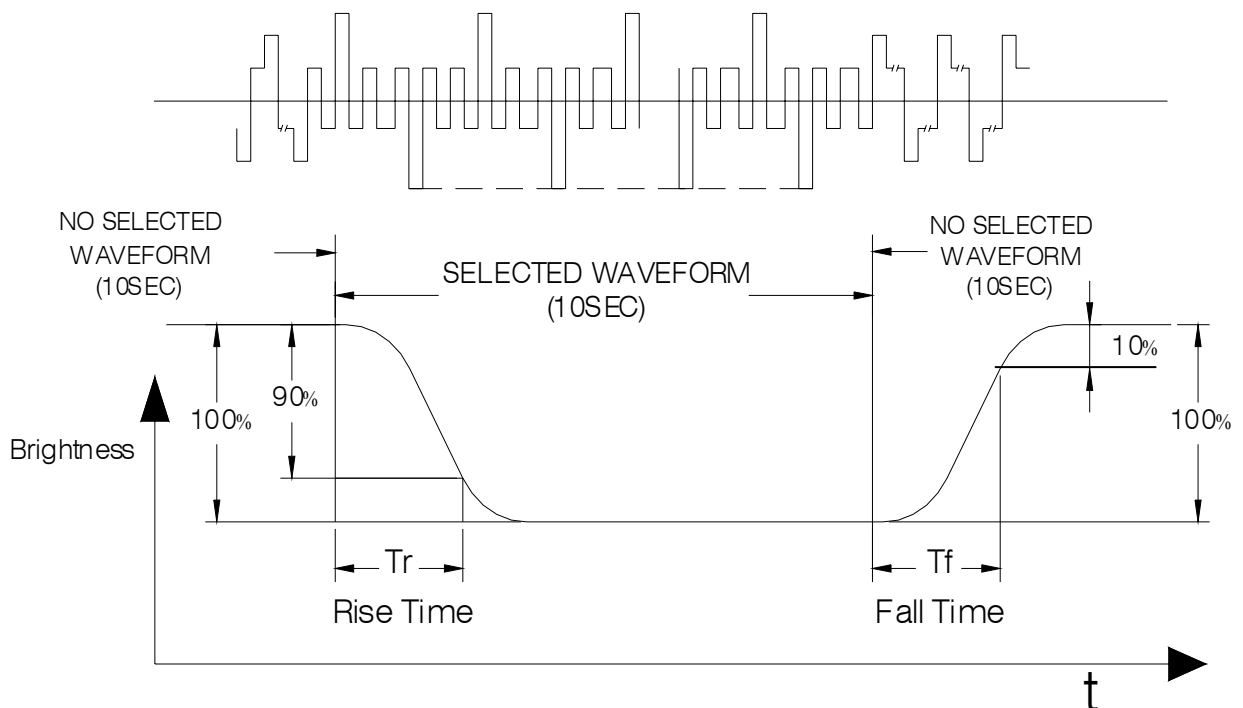 NO SELECTED
WAVEFORM
(10SEC)
SELECTED WAVEFORM
(10SEC)
NO SELECTED
WAVEFORM
(10SEC)
10%
90%
100%
100%
Brightness
Tr
Tf
Rise Time
Fall Time
t